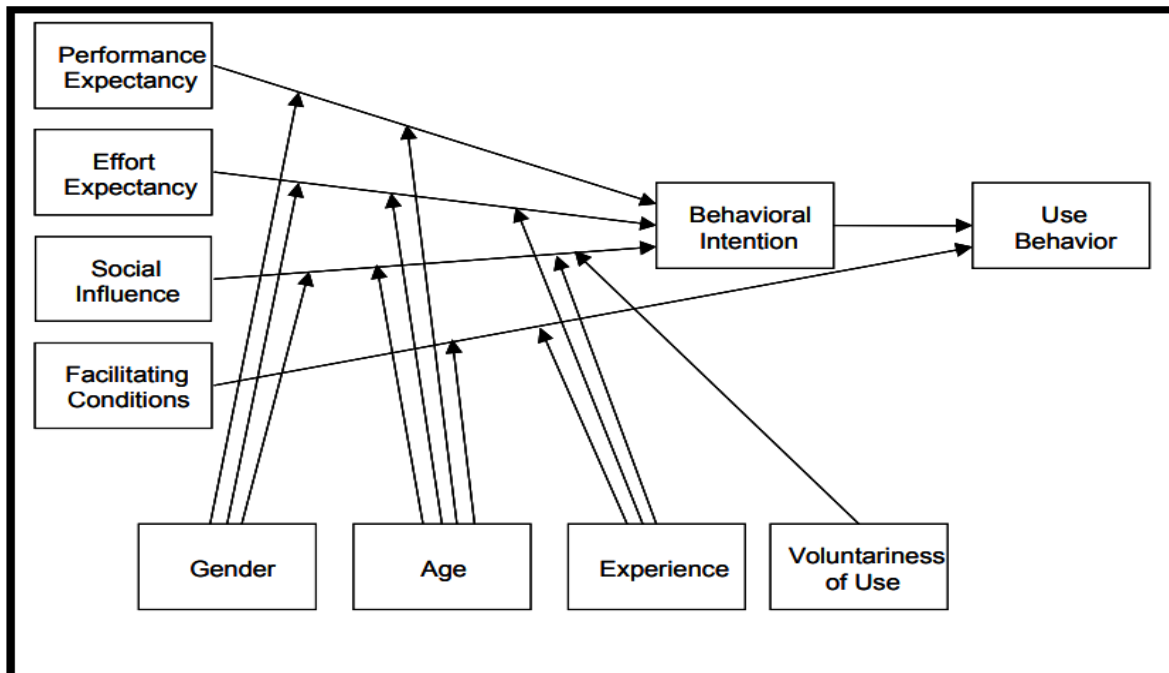 Performance
Expectancy
Effort
Expectancy
Social
Influence
Facilitating
Conditions
Behavioral
Intention
Use
Behavior
Gender
Age
Experience
Voluntariness
of Use